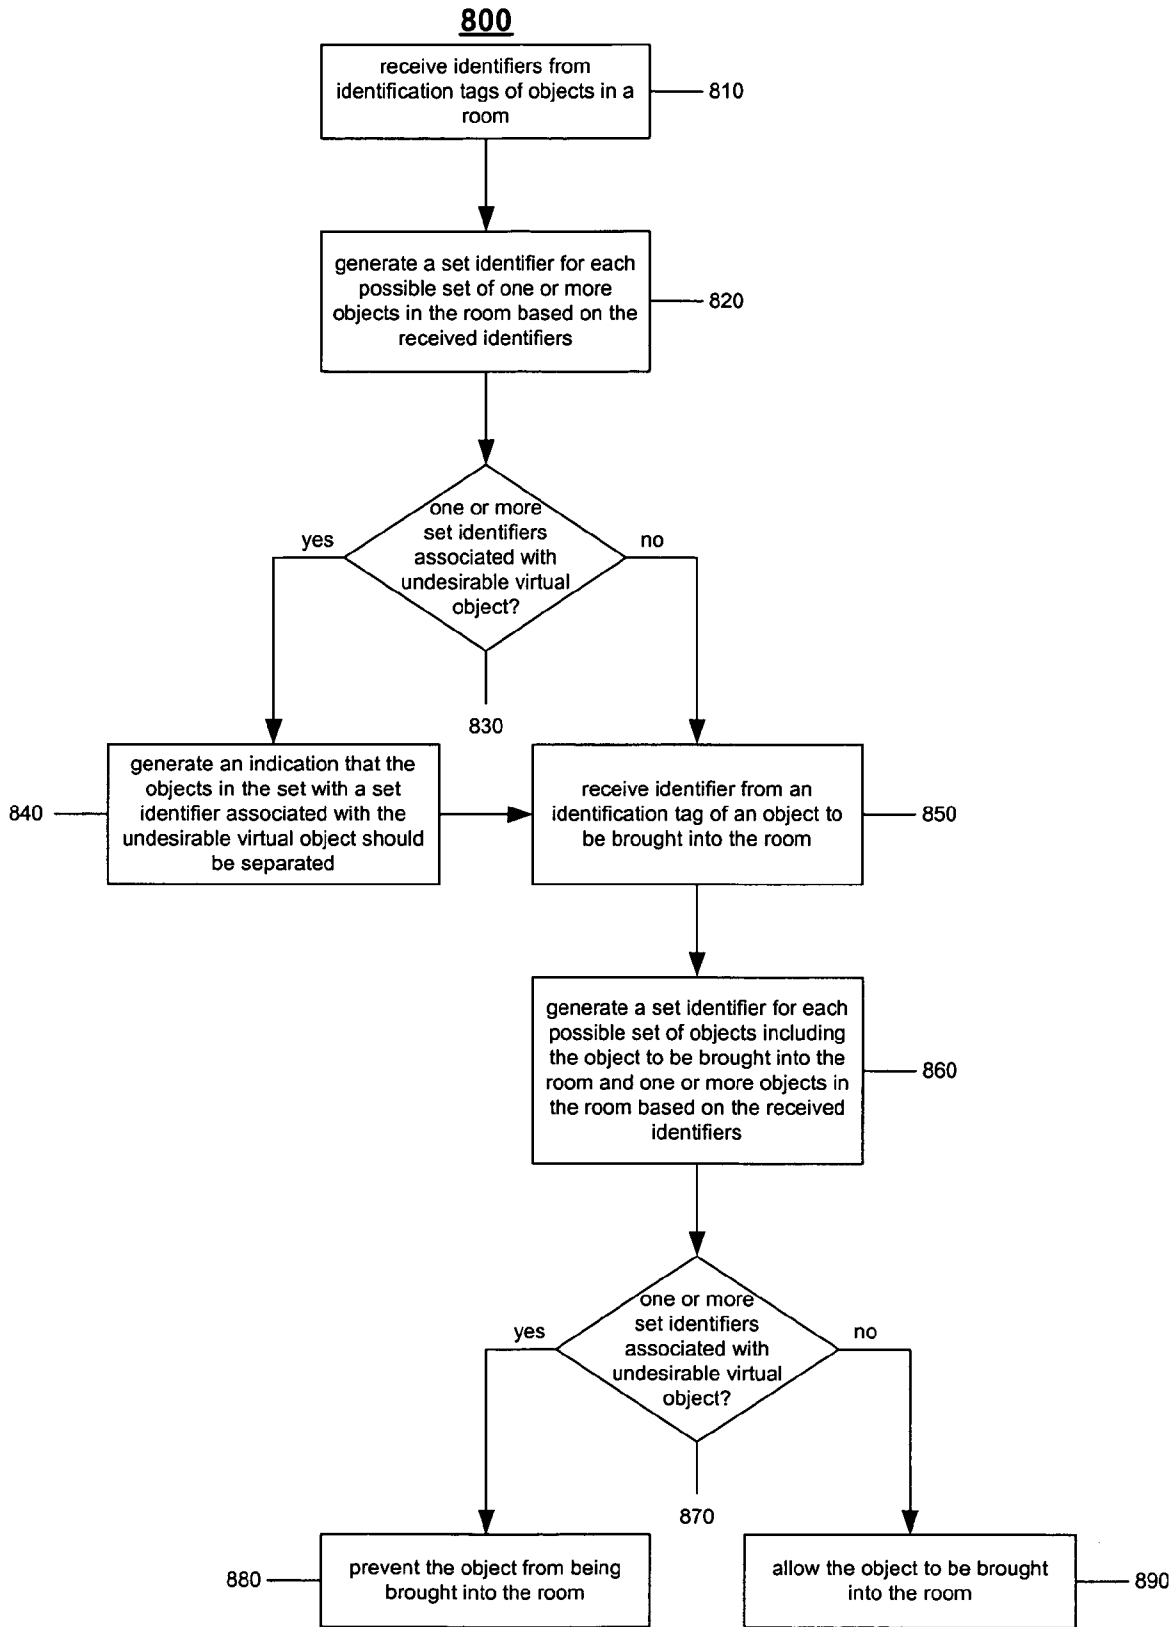 800
receive identifiers from
identification tags of objects in a
room
810
generate a set identifier for each
possible set of one or more
objects in the room based on the
received identifiers
820
one or more
set identifiers
associated with
undesirable virtual
object?
yes
no
830
generate an indication that the
objects in the set with a set
identifier associated with the
undesirable virtual object should
be separated
840
receive identifier from an
identification tag of an object to
be brought into the room
850
generate a set identifier for each
possible set of objects including
the object to be brought into the
room and one or more objects in
the room based on the received
identifiers
860
one or more
set identifiers
associated with
undesirable virtual
object?
yes
no
870
prevent the object from being
brought into the room
880
allow the object to be brought
into the room
890